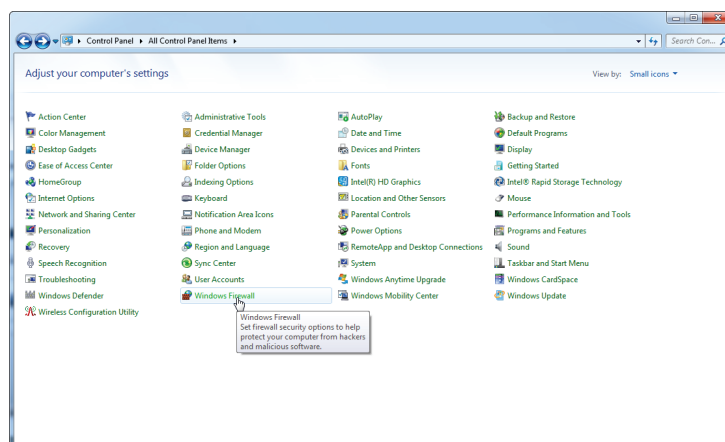 Control Panel All Control Panel Items
Search Con...
Adjust your computer's settings
View by: Small icons
Action Center Administrative Tools AutoPlay Backup and Restore
Color Management Credential Manager Date and Time Default Programs
Desktop Gadgets Device Manager Devices and Printers Display
Ease of Access Center Folder Options Fonts Getting Started
HomeGroup Indexing Options Intel(R) HD Graphics Intel® Rapid Storage Technology
Internet Options Keyboard Location and Other Sensors Mouse
Network and Sharing Center Notification Area Icons Parental Controls Performance Information and Tools
Personalization Phone and Modem Power Options Programs and Features
Recovery Region and Language RemoteApp and Desktop Connections Sound
Speech Recognition Sync Center System Taskbar and Start Menu
Troubleshooting User Accounts Windows Anytime Upgrade Windows CardSpace
Windows Defender Windows Firewall Windows Mobility Center Windows Update
Wireless Configuration Utility
Windows Firewall
Set firewall security options to help
protect your computer from hackers
and malicious software.